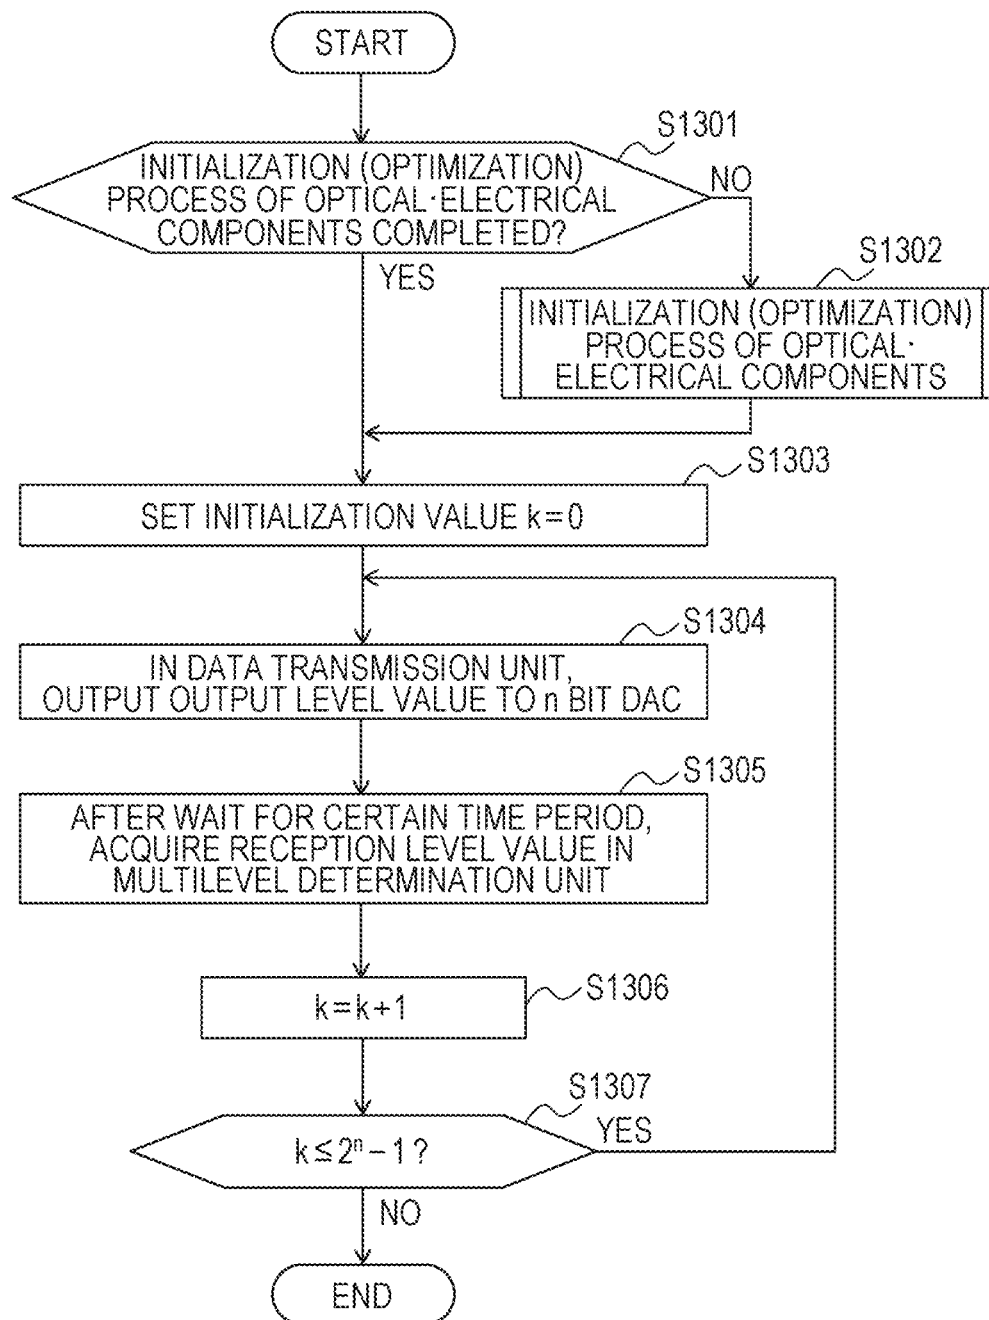 START
S1301
INITIALIZATION (OPTIMIZATION)
PROCESS OF OPTICAL·ELECTRICAL
COMPONENTS COMPLETED?
NO
YES
S1302
INITIALIZATION (OPTIMIZATION)
PROCESS OF OPTICAL·
ELECTRICAL COMPONENTS
S1303
SET INITIALIZATION VALUE k=0
S1304
IN DATA TRANSMISSION UNIT,
OUTPUT OUTPUT LEVEL VALUE TO n BIT DAC
S1305
AFTER WAIT FOR CERTAIN TIME PERIOD,
ACQUIRE RECEPTION LEVEL VALUE IN
MULTILEVEL DETERMINATION UNIT
S1306
k=k+1
S1307
k≤2ⁿ−1?
YES
NO
END